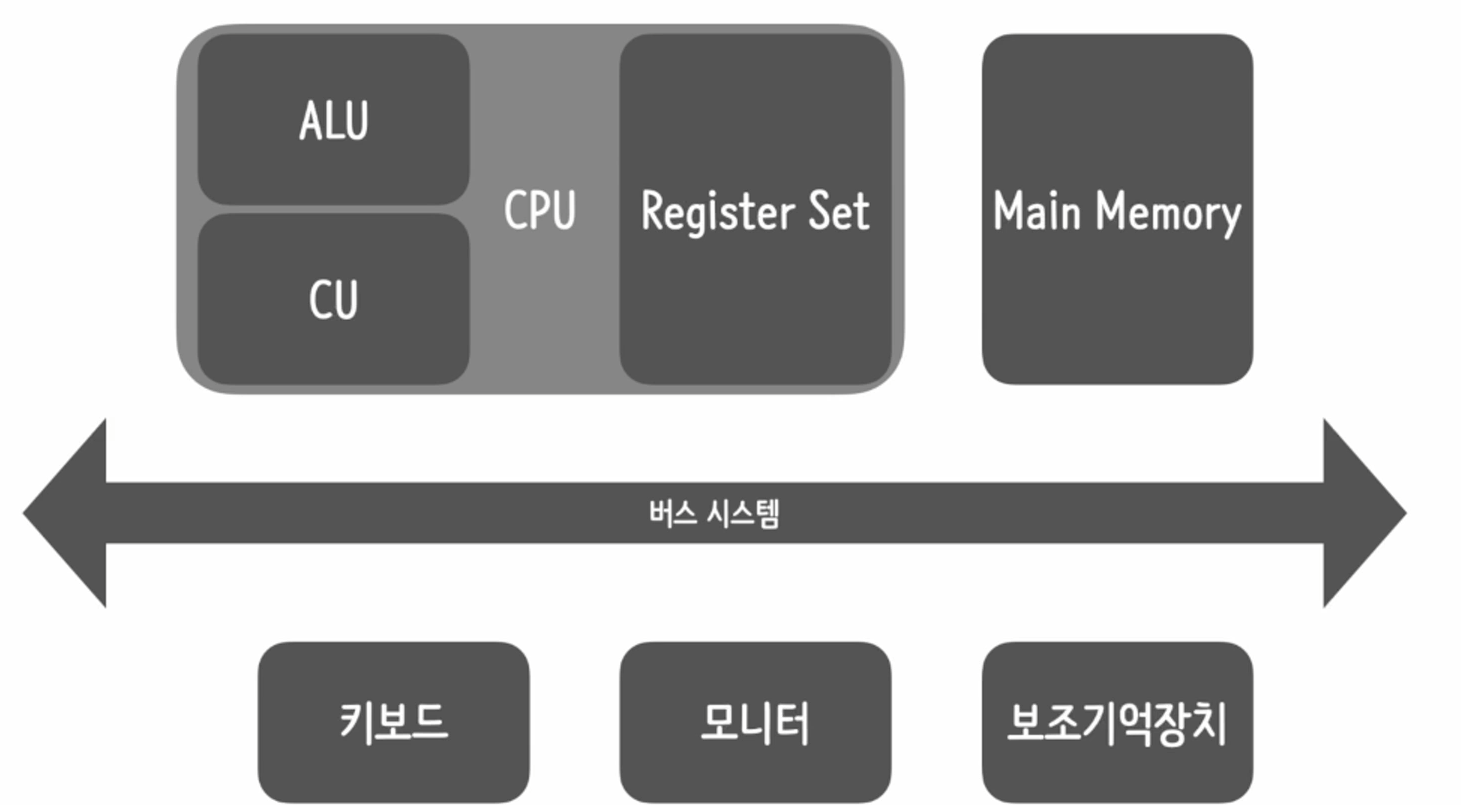 ALU
CU
CPU
Register Set
Main Memory
버스 시스템
키보드
모니터
보조기억장치